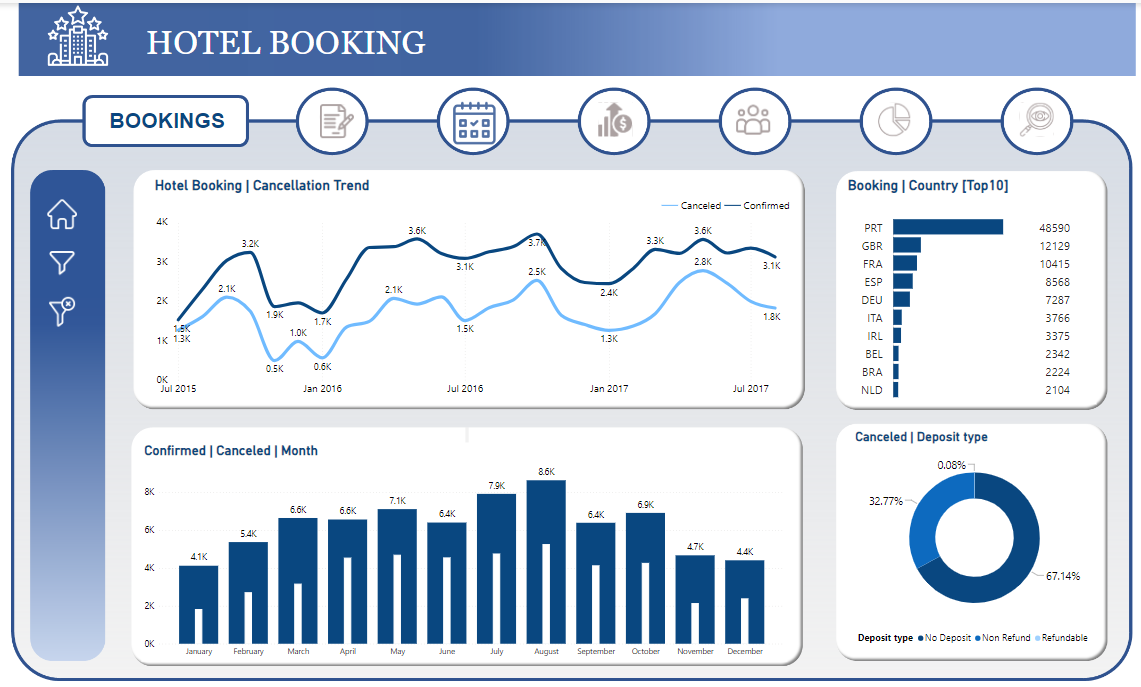 HOTEL BOOKING
BOOKINGS
Hotel Booking | Cancellation Trend
Canceled Confirmed
4K
3K
2K
1K
0K
1.5K
1.3K
2.1K
3.2K
1.9K
0.5K
1.0K
1.7K
0.6K
2.1K
3.6K
3.1K
1.5K
3.7K
2.5K
2.4K
1.3K
3.3K
3.6K
2.8K
3.1K
1.8K
Jul 2015 Jan 2016 Jul 2016 Jan 2017 Jul 2017
Booking | Country [Top10]
PRT 48590
GBR 12129
FRA 10415
ESP 8568
DEU 7287
ITA 3766
IRL 3375
BEL 2342
BRA 2224
NLD 2104
Confirmed | Canceled | Month
8K
6K
4K
2K
0K
4.1K 5.4K 6.6K 6.6K 7.1K 6.4K 7.9K 8.6K 6.4K 6.9K 4.7K 4.4K
January February March April May June July August September October November December
Canceled | Deposit type
0.08%
32.77%
67.14%
Deposit type No Deposit Non Refund Refundable